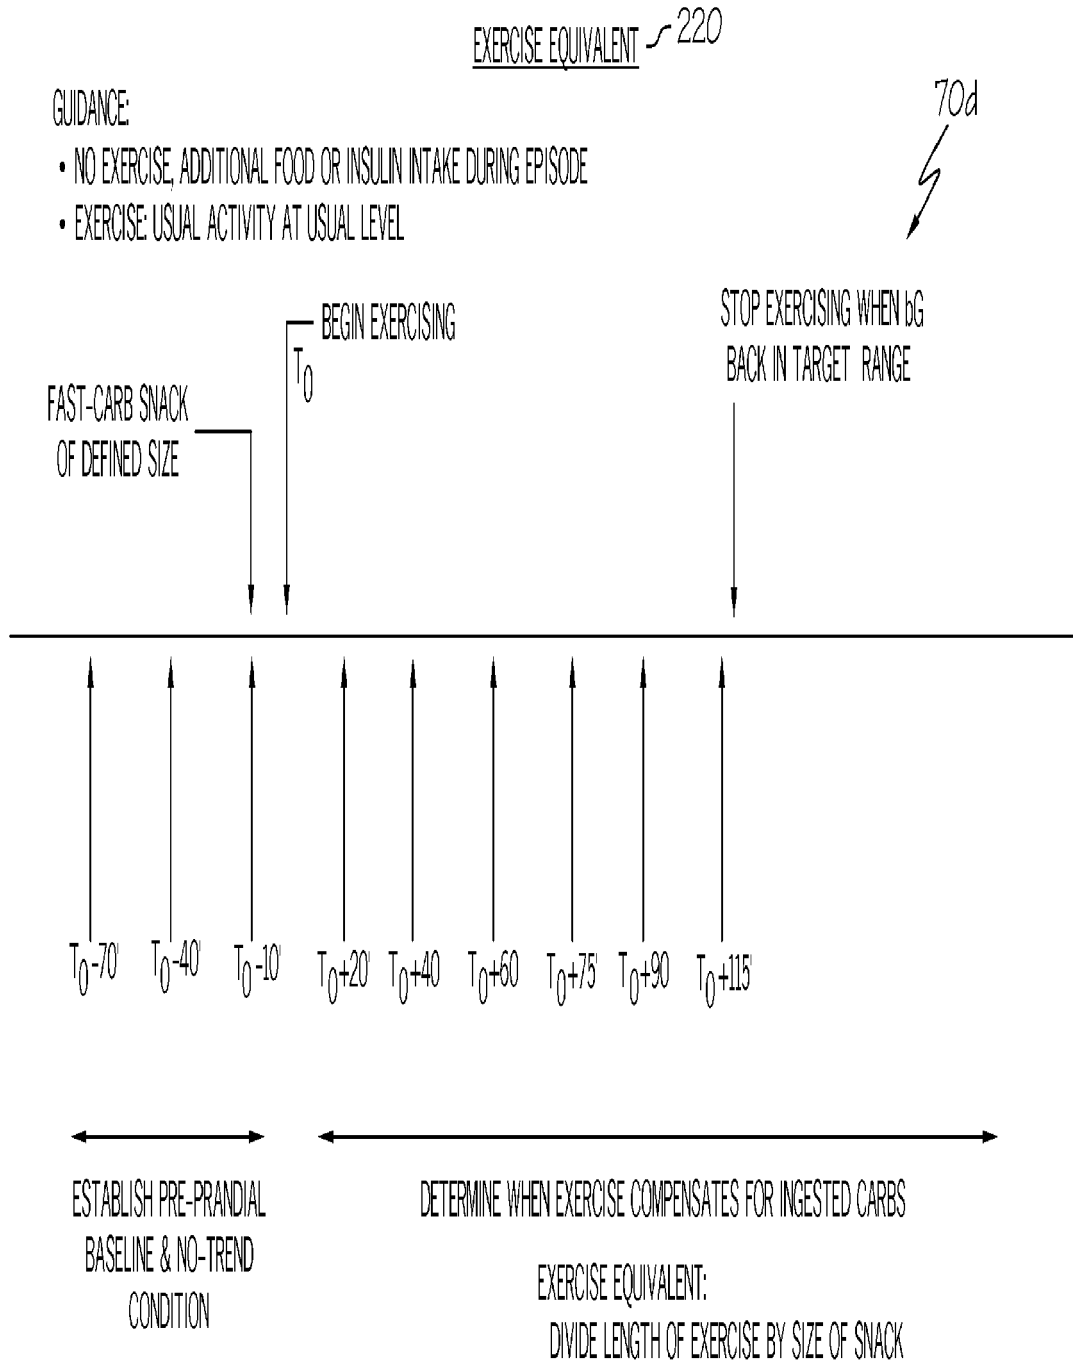 EXERCISE EQUIVALENT 220
70d
GUIDANCE:
• NO EXERCISE, ADDITIONAL FOOD OR INSULIN INTAKE DURING EPISODE
• EXERCISE: USUAL ACTIVITY AT USUAL LEVEL
BEGIN EXERCISING
T0
STOP EXERCISING WHEN bG
BACK IN TARGET RANGE
FAST-CARB SNACK
OF DEFINED SIZE
T0-70' T0-40' T0-10' T0+20' T0+40 T0+60 T0+75' T0+90 T0+115'
ESTABLISH PRE-PRANDIAL
BASELINE & NO-TREND
CONDITION
DETERMINE WHEN EXERCISE COMPENSATES FOR INGESTED CARBS
EXERCISE EQUIVALENT:
DIVIDE LENGTH OF EXERCISE BY SIZE OF SNACK